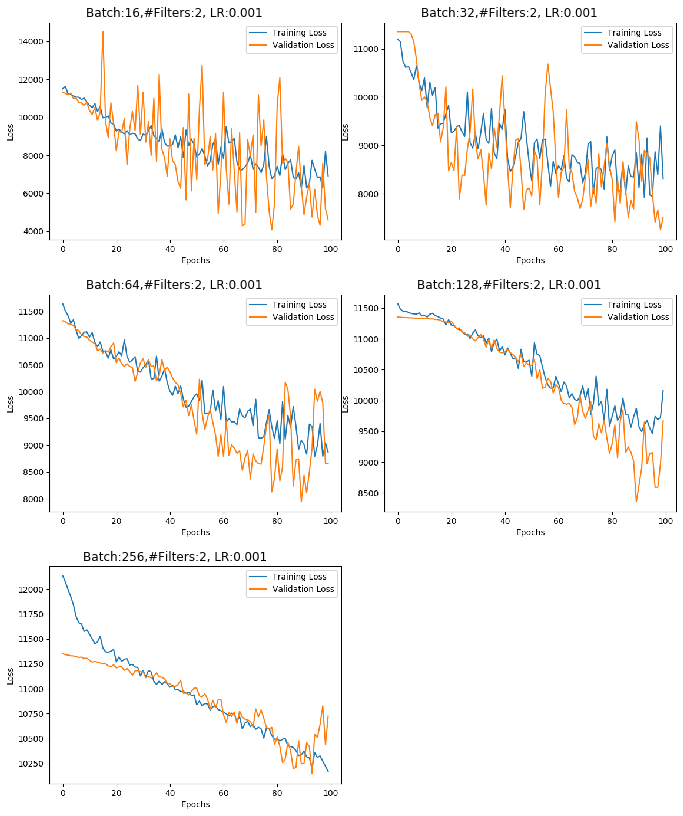 Batch:16,#Filters:2, LR:0.001
Training Loss
Validation Loss
14000
12000
10000
8000
6000
4000
Loss
0 20 40 60 80 100
Epochs
Batch:32,#Filters:2, LR:0.001
Training Loss
Validation Loss
11000
10000
9000
8000
Loss
0 20 40 60 80 100
Epochs
Batch:64,#Filters:2, LR:0.001
Training Loss
Validation Loss
11500
11000
10500
10000
9500
9000
8500
8000
Loss
0 20 40 60 80 100
Epochs
Batch:128,#Filters:2, LR:0.001
Training Loss
Validation Loss
11500
11000
10500
10000
9500
9000
8500
Loss
0 20 40 60 80 100
Epochs
Batch:256,#Filters:2, LR:0.001
Training Loss
Validation Loss
12000
11750
11500
11250
11000
10750
10500
10250
Loss
0 20 40 60 80 100
Epochs